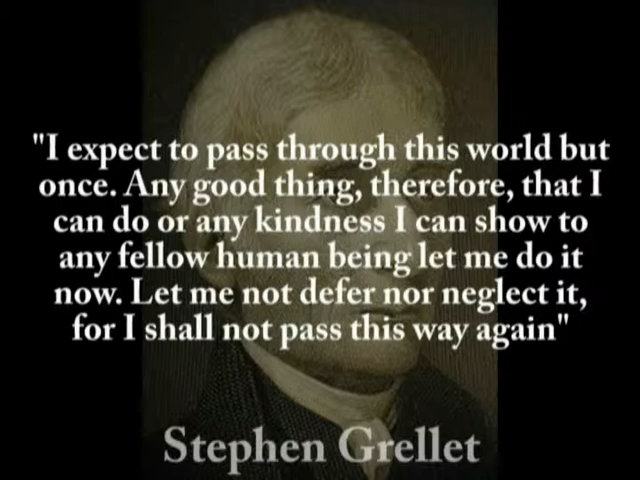 "I expect to pass through this world but
once. Any good thing, therefore, that I
can do or any kindness I can show to
any fellow human being let me do it
now. Let me not defer nor neglect it,
for I shall not pass this way again"
Stephen Grellet